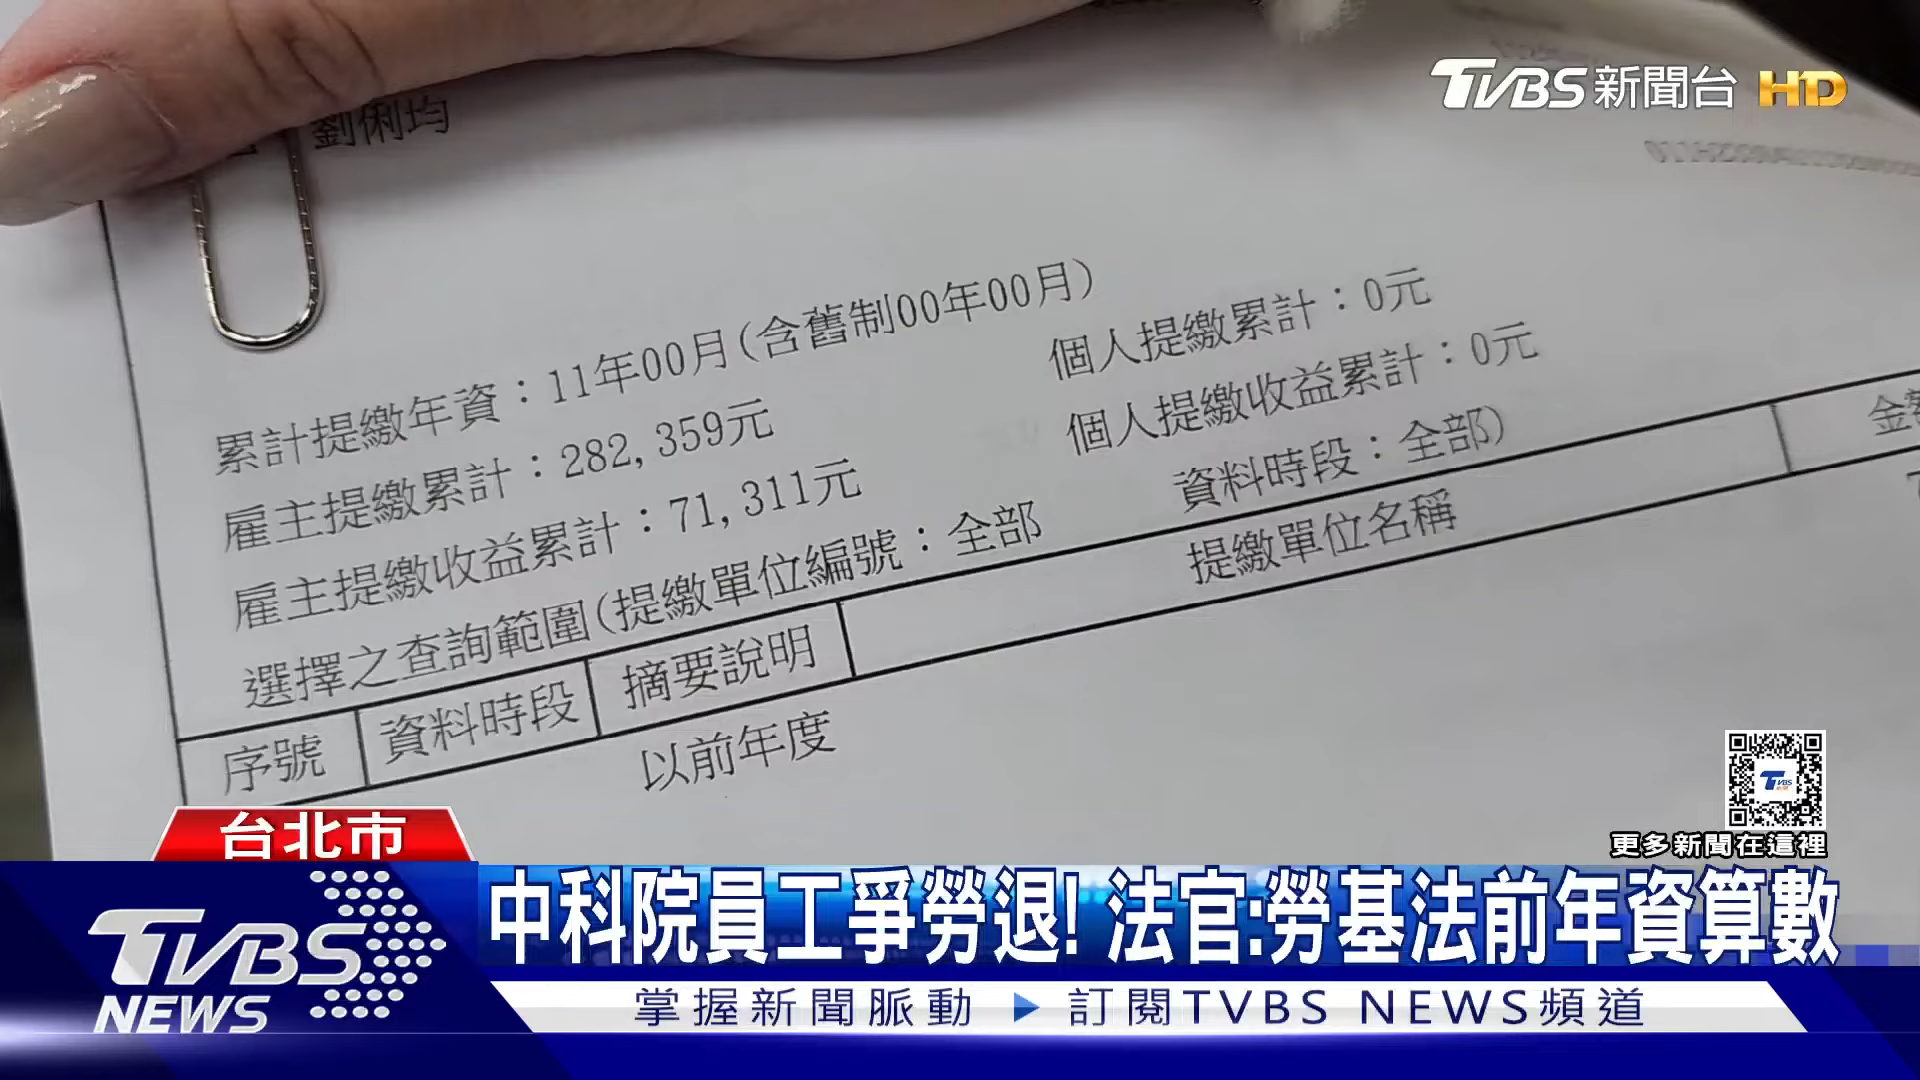 TVBS新聞台 HD
劉俐均
累計提繳年資：11年00月(含舊制00年00月)
個人提繳累計：0元
雇主提繳累計：282,359元
個人提繳收益累計：0元
雇主提繳收益累計：71,311元
選擇之查詢範圍(提繳單位編號：全部
資料時段：全部)
序號 資料時段 摘要說明 提繳單位名稱
以前年度
TVBS
更多新聞在這裡
台北市
中科院員工爭勞退! 法官:勞基法前年資算數
TVBS NEWS
掌握新聞脈動 ▶ 訂閱TVBS NEWS頻道